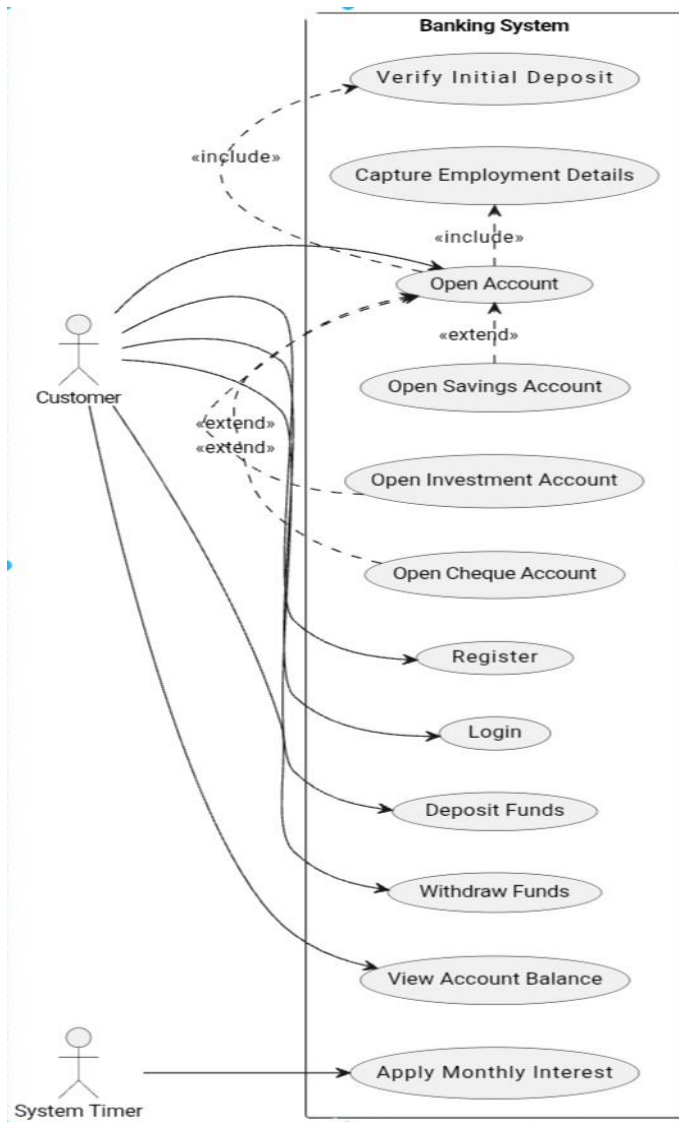 Banking System
Verify Initial Deposit
«include»
Capture Employment Details
«include»
Open Account
«extend»
Customer
Open Savings Account
«extend»
«extend»
Open Investment Account
Open Cheque Account
Register
Login
Deposit Funds
Withdraw Funds
View Account Balance
Apply Monthly Interest
System Timer